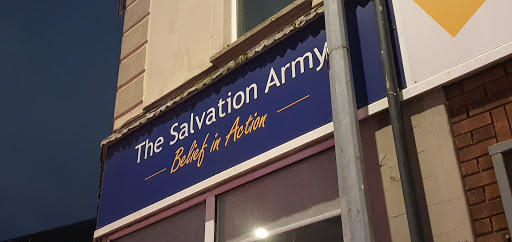 The Salvation Army
Belief in Action